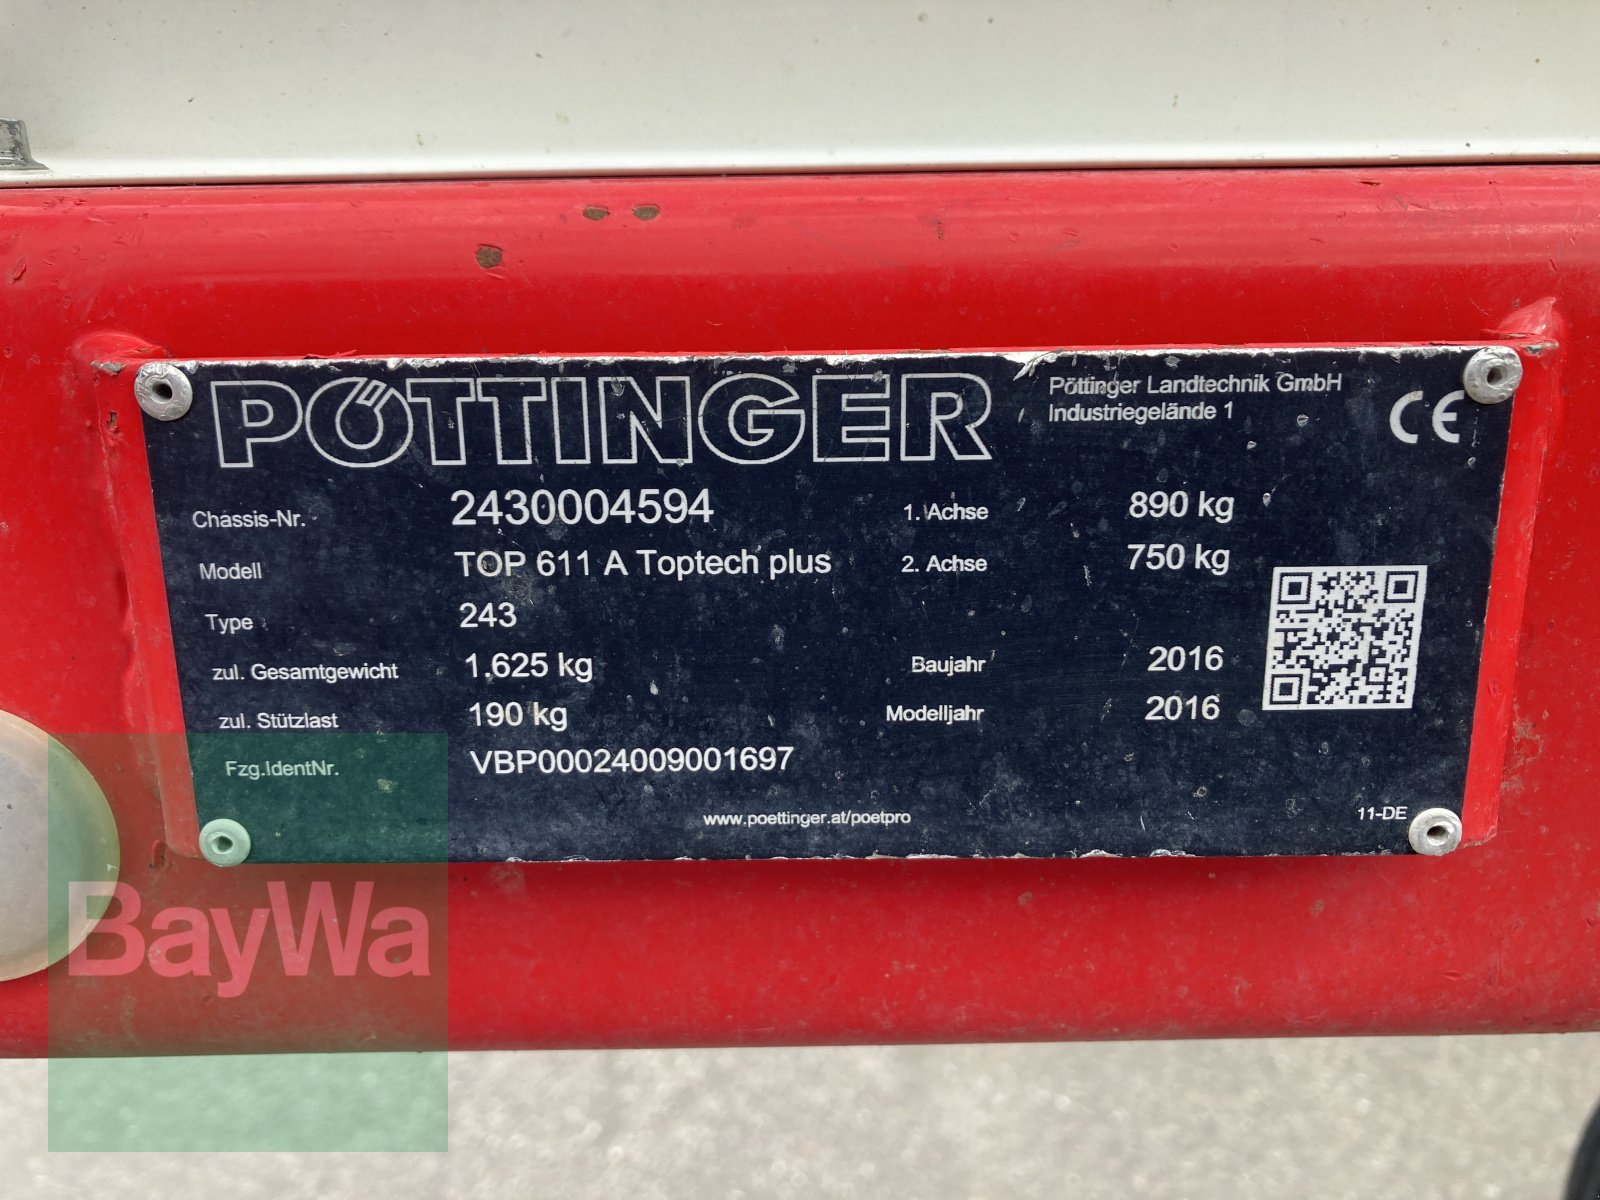 PÖTTINGER
Pöttinger Landtechnik GmbH
Industriegelände 1
CE
Chassis-Nr. 2430004594 1. Achse 890 kg
Modell TOP 611 A Toptech plus 2. Achse 750 kg
Type 243
zul. Gesamtgewicht 1.625 kg Baujahr 2016
zul. Stützlast 190 kg Modelljahr 2016
Fzg.IdentNr. VBP00024009001697
www.poettinger.at/poetpro 11-DE
BayWa